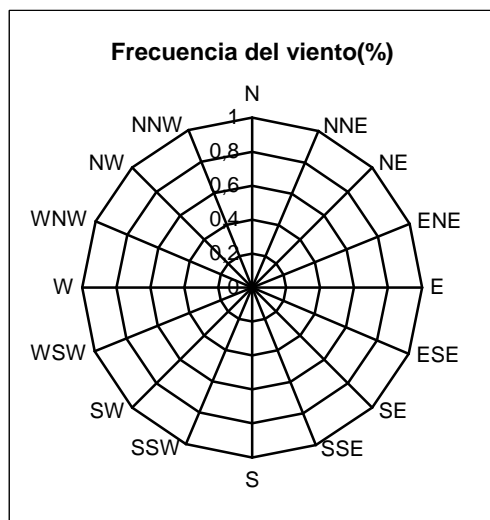 Frecuencia del viento(%)
N
NNW
NNE
1
NW
0,8
NE
0,6
WNW
0,4
ENE
0,2
W
0
E
WSW
ESE
SW
SE
SSW
SSE
S